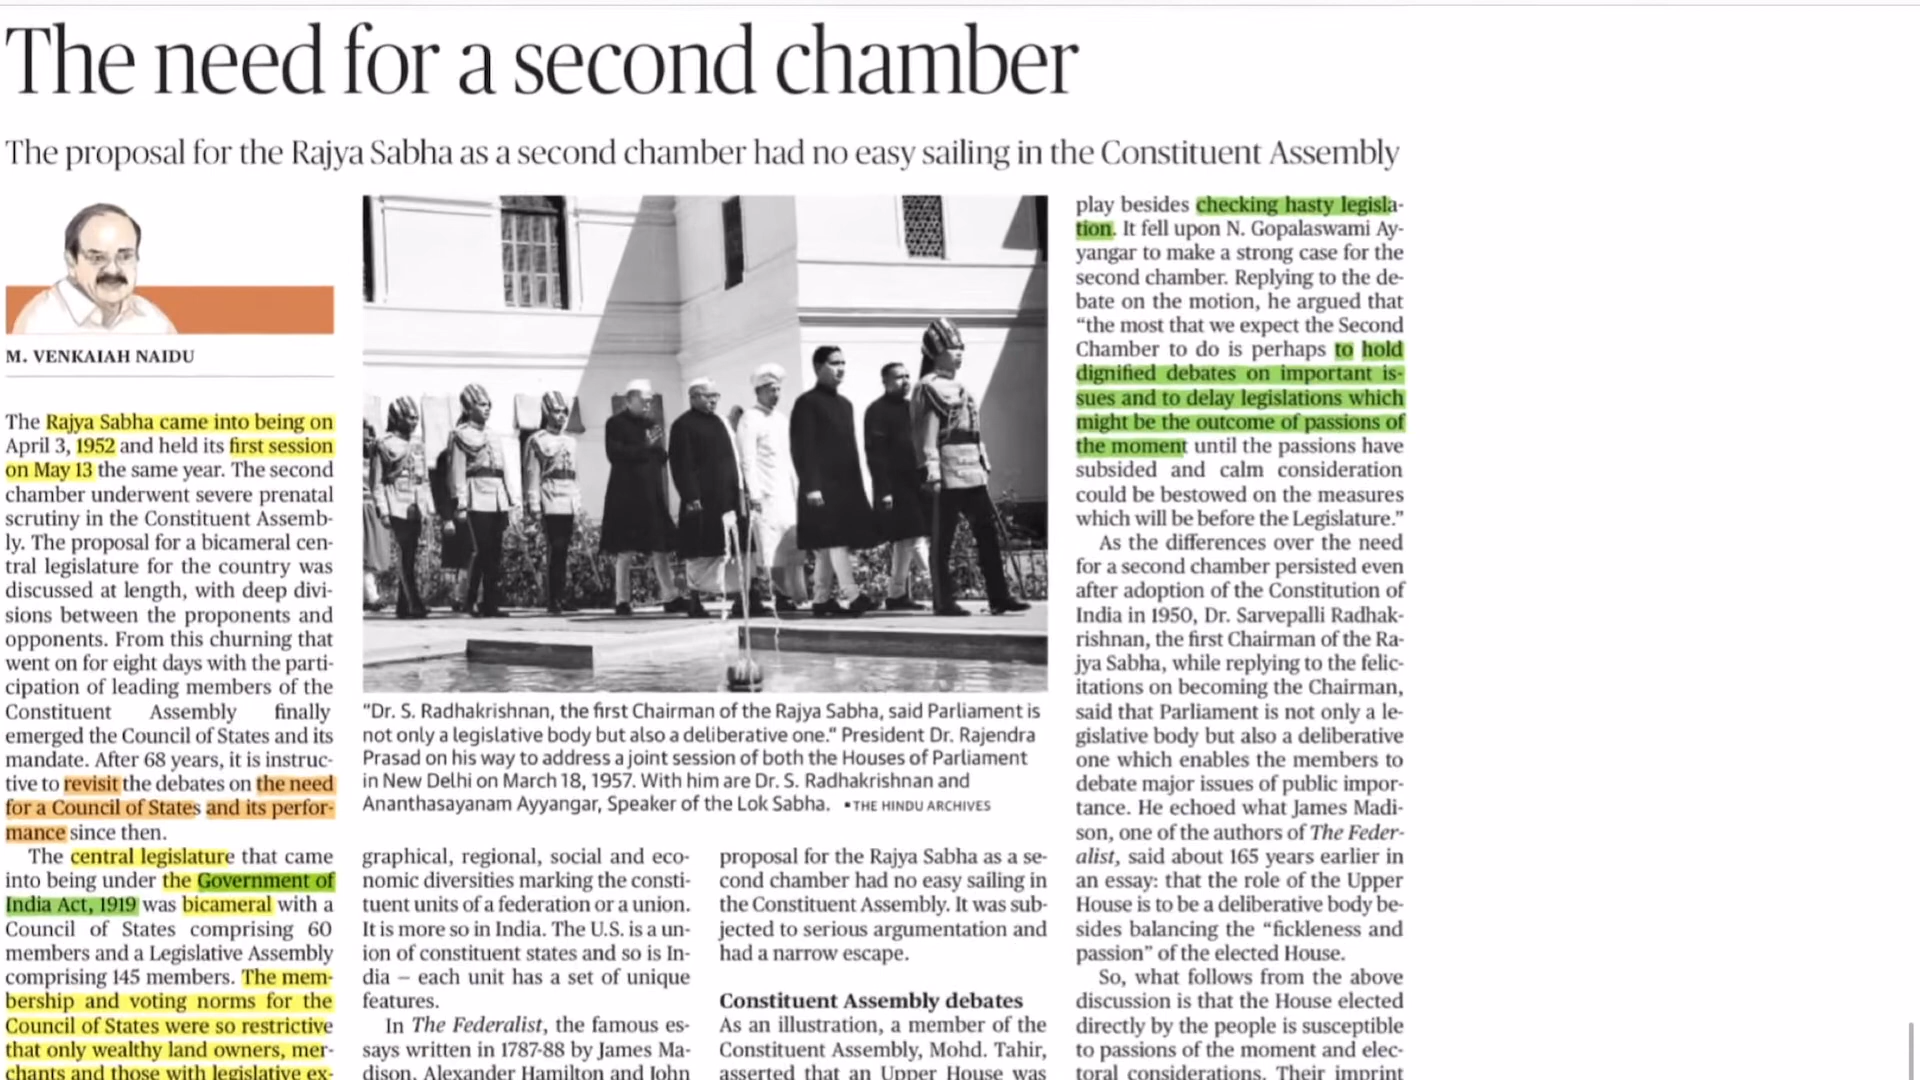 The need for a second chamber
The proposal for the Rajya Sabha as a second chamber had no easy sailing in the Constituent Assembly
M. VENKAIAH NAIDU
The Rajya Sabha came into being on
April 3, 1952 and held its first session
on May 13 the same year. The second
chamber underwent severe prenatal
scrutiny in the Constituent Assemb-
ly. The proposal for a bicameral cen-
tral legislature for the country was
discussed at length, with deep divi-
sions between the proponents and
opponents. From this churning that
went on for eight days with the parti-
cipation of leading members of the
Constituent Assembly finally
emerged the Council of States and its
mandate. After 68 years, it is instruc-
tive to revisit the debates on the need
for a Council of States and its perfor-
mance since then.
The central legislature that came
into being under the Government of
India Act, 1919 was bicameral with a
Council of States comprising 60
members and a Legislative Assembly
comprising 145 members. The mem-
bership and voting norms for the
Council of States were so restrictive
that only wealthy land owners, mer-
chants and those with legislative ex-
"Dr. S. Radhakrishnan, the first Chairman of the Rajya Sabha, said Parliament is
not only a legislative body but also a deliberative one." President Dr. Rajendra
Prasad on his way to address a joint session of both the Houses of Parliament
in New Delhi on March 18, 1957. With him are Dr. S. Radhakrishnan and
Ananthasayanam Ayyangar, Speaker of the Lok Sabha. ▪THE HINDU ARCHIVES
graphical, regional, social and eco-
nomic diversities marking the consti-
tuent units of a federation or a union.
It is more so in India. The U.S. is a un-
ion of constituent states and so is In-
dia – each unit has a set of unique
features.
In The Federalist, the famous es-
says written in 1787-88 by James Ma-
dison, Alexander Hamilton and John
proposal for the Rajya Sabha as a se-
cond chamber had no easy sailing in
the Constituent Assembly. It was sub-
jected to serious argumentation and
had a narrow escape.
Constituent Assembly debates
As an illustration, a member of the
Constituent Assembly, Mohd. Tahir,
asserted that an Upper House was
play besides checking hasty legisla-
tion. It fell upon N. Gopalaswami Ay-
yangar to make a strong case for the
second chamber. Replying to the de-
bate on the motion, he argued that
“the most that we expect the Second
Chamber to do is perhaps to hold
dignified debates on important is-
sues and to delay legislations which
might be the outcome of passions of
the moment until the passions have
subsided and calm consideration
could be bestowed on the measures
which will be before the Legislature.”
As the differences over the need
for a second chamber persisted even
after adoption of the Constitution of
India in 1950, Dr. Sarvepalli Radhak-
rishnan, the first Chairman of the Ra-
jya Sabha, while replying to the felic-
itations on becoming the Chairman,
said that Parliament is not only a le-
gislative body but also a deliberative
one which enables the members to
debate major issues of public impor-
tance. He echoed what James Madi-
son, one of the authors of The Feder-
alist, said about 165 years earlier in
an essay: that the role of the Upper
House is to be a deliberative body be-
sides balancing the “fickleness and
passion” of the elected House.
So, what follows from the above
discussion is that the House elected
directly by the people is susceptible
to passions of the moment and elec-
toral considerations. Their imprint